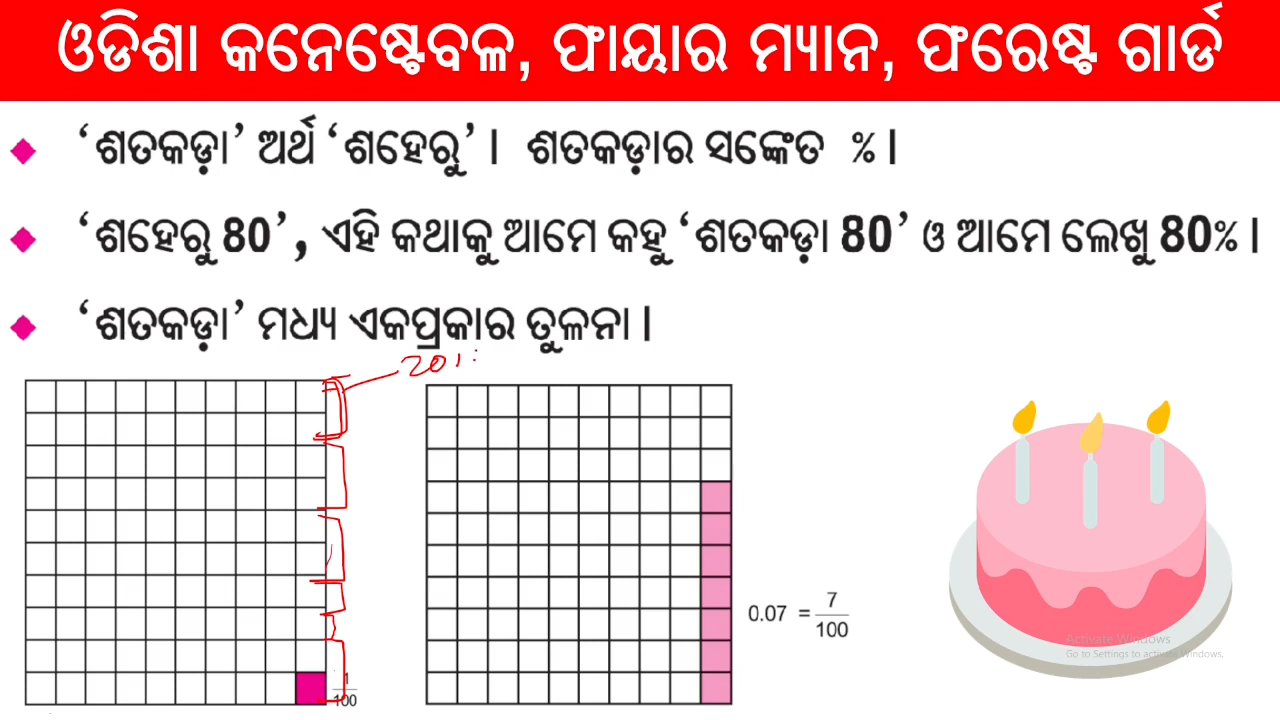 ଓଡିଶା କନେଷ୍ଟେବଳ, ଫାୟାର ମ୍ୟାନ, ଫରେଷ୍ଟ ଗାର୍ଡ
‘ଶତକଡ଼ା’ ଅର୍ଥ ‘ଶହେରୁ’ । ଶତକଡ଼ାର ସଙ୍କେତ % ।
‘ଶହେରୁ 80’, ଏହି କଥାକୁ ଆମେ କହୁ ‘ଶତକଡ଼ା 80’ ଓ ଆମେ ଲେଖୁ 80% ।
‘ଶତକଡ଼ା’ ମଧ୍ୟ ଏକପ୍ରକାର ତୁଳନା ।
0.07 = 7/100
1/100
Activate Windows
Go to Settings to activate Windows.